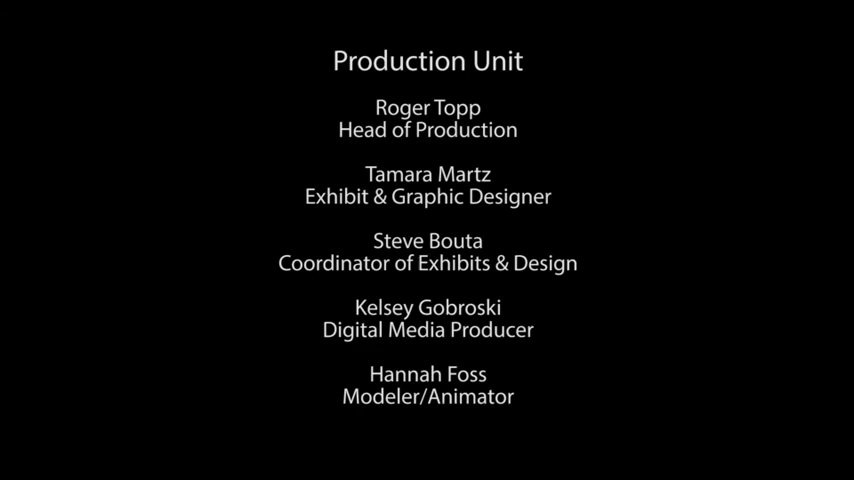 Production Unit
Roger Topp
Head of Production
Tamara Martz
Exhibit & Graphic Designer
Steve Bouta
Coordinator of Exhibits & Design
Kelsey Gobroski
Digital Media Producer
Hannah Foss
Modeler/Animator